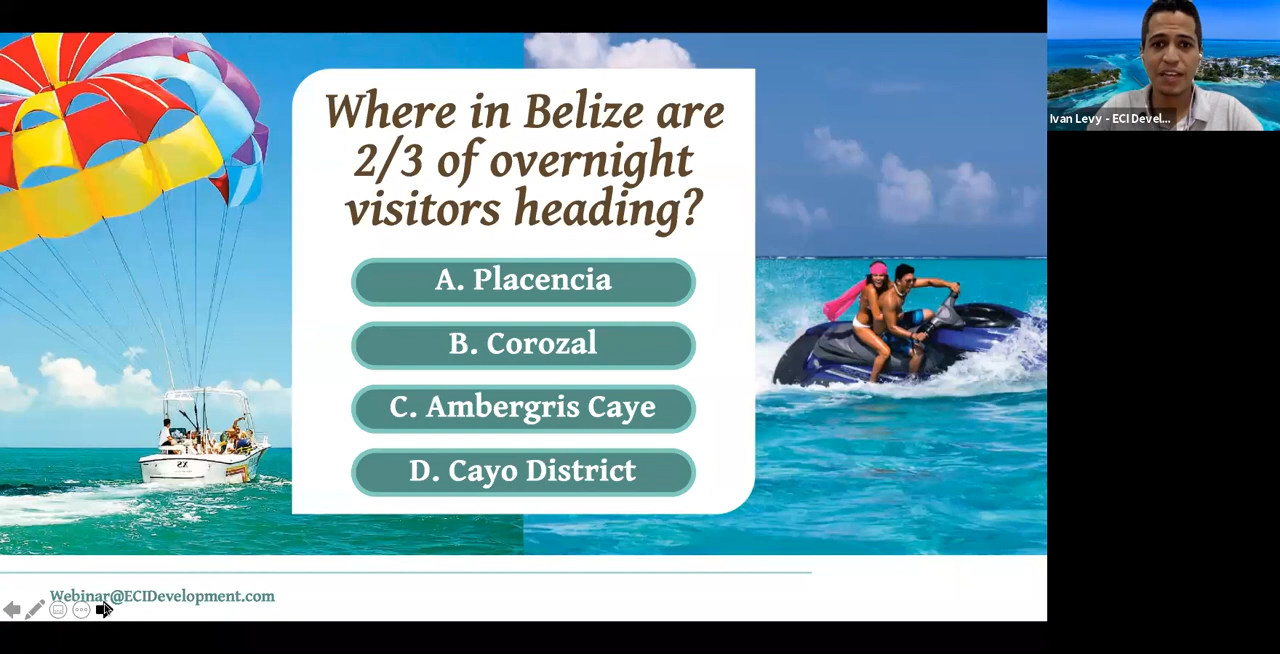 Where in Belize are
2/3 of overnight
visitors heading?
A. Placencia
B. Corozal
C. Ambergris Caye
D. Cayo District
Webinar@ECIDevelopment.com
Ivan Levy - ECI Devel...